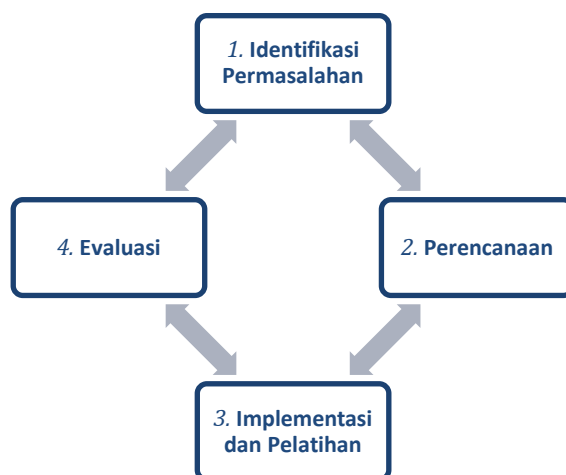 1. Identifikasi
Permasalahan
4. Evaluasi
2. Perencanaan
3. Implementasi
dan Pelatihan